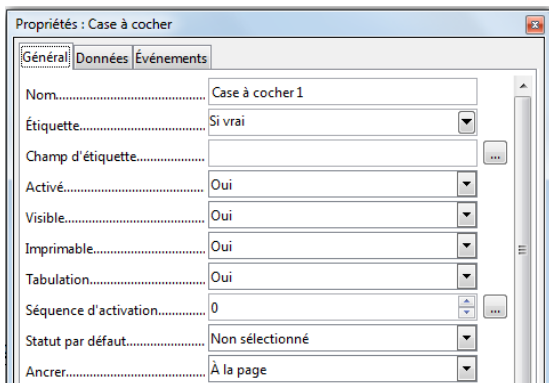 Propriétés : Case à cocher
Général Données Événements
Nom.................................................. Case à cocher 1
Étiquette............................................ Si vrai
Champ d'étiquette..................... ...
Activé............................................... Oui
Visible.............................................. Oui
Imprimable........................................ Oui
Tabulation......................................... Oui
Séquence d'activation............... 0 ...
Statut par défaut........................ Non sélectionné
Ancrer............................................... À la page